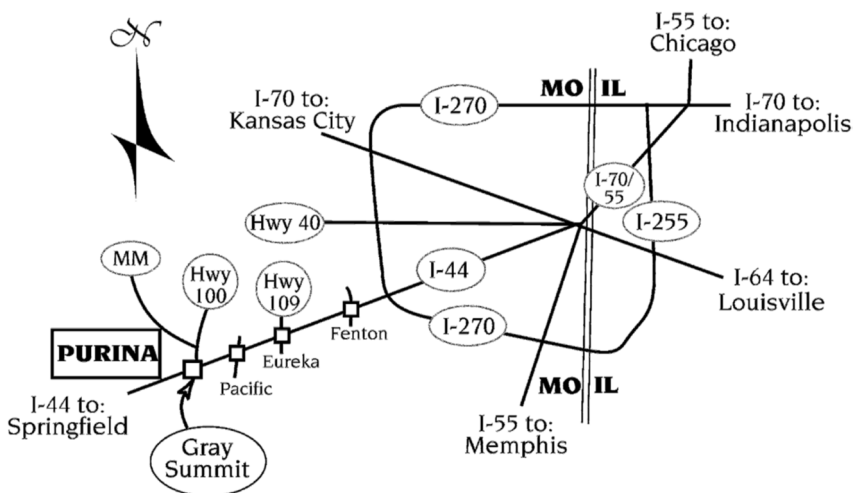 I-55 to:
Chicago
I-70 to:
Kansas City
I-270
MO IL
I-70 to:
Indianapolis
I-70/
55
Hwy 40
I-255
MM
Hwy
100
Hwy
109
I-44
I-64 to:
Louisville
Fenton
I-270
PURINA
Eureka
Pacific
MO IL
I-44 to:
Springfield
I-55 to:
Memphis
Gray
Summit